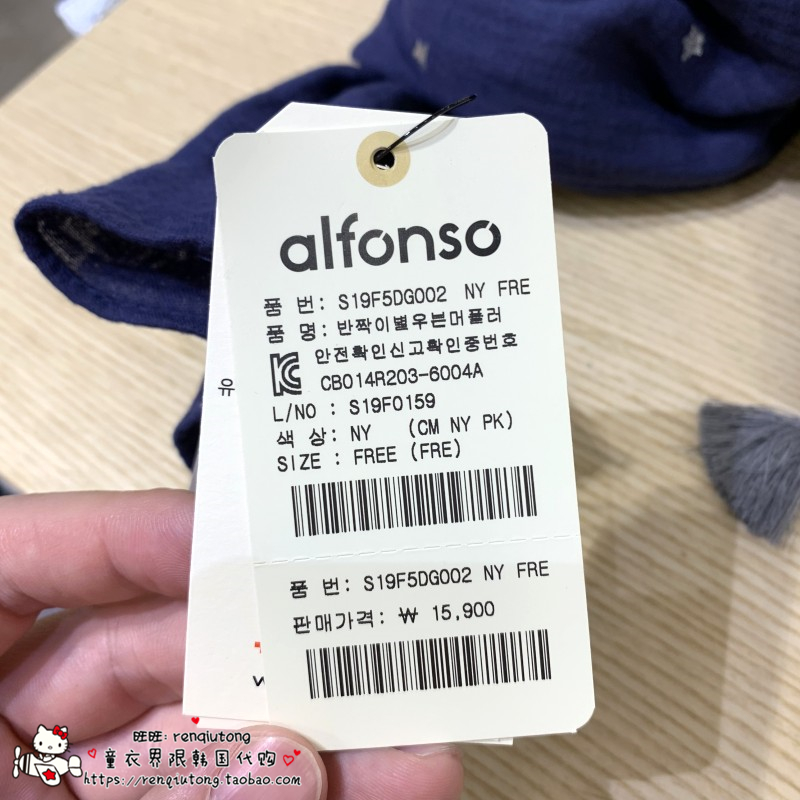 alfonso
품 번: S19F5DG002 NY FRE
품 명: 반짝이별우븐머플러
안전확인신고확인증번호
CB014R203-6004A
L/NO : S19F0159
색 상: NY (CM NY PK)
SIZE : FREE (FRE)
품 번: S19F5DG002 NY FRE
판매가격: ₩ 15,900
유
旺旺: renqiutong
童衣界限韩国代购
https://renqiutong.taobao.com